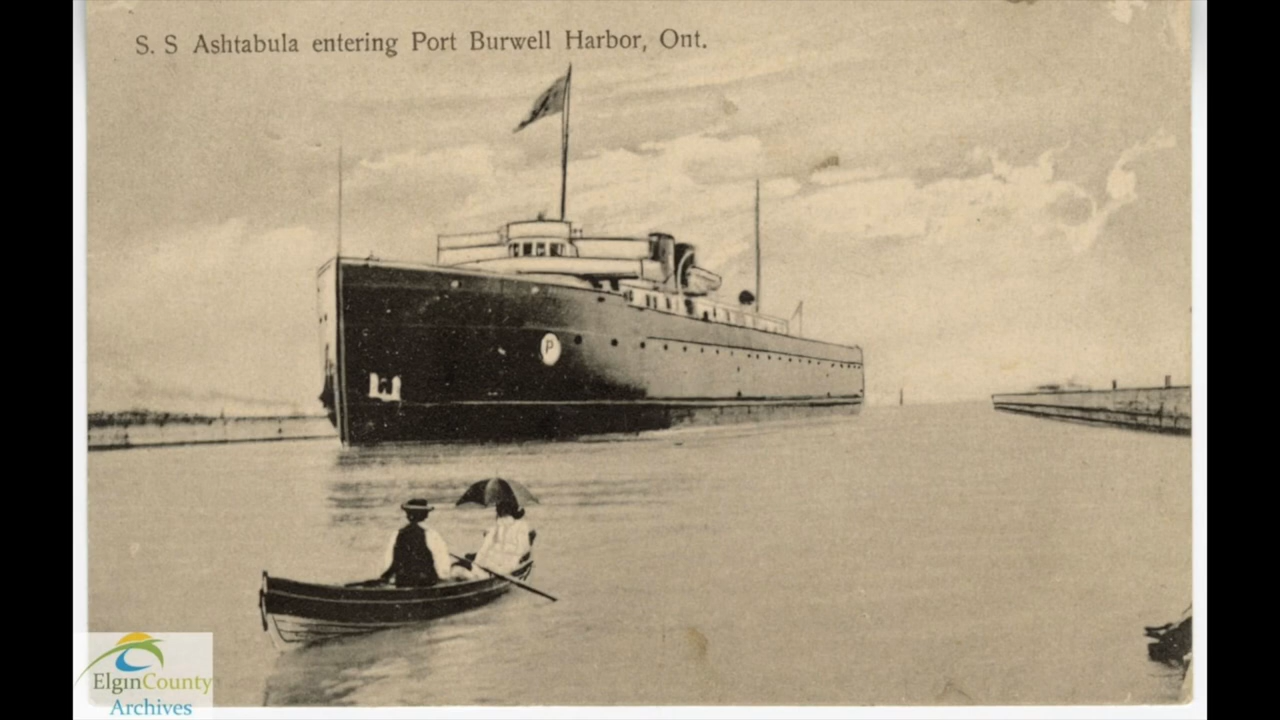 S. S Ashtabula entering Port Burwell Harbor, Ont.
P
ElginCounty
Archives